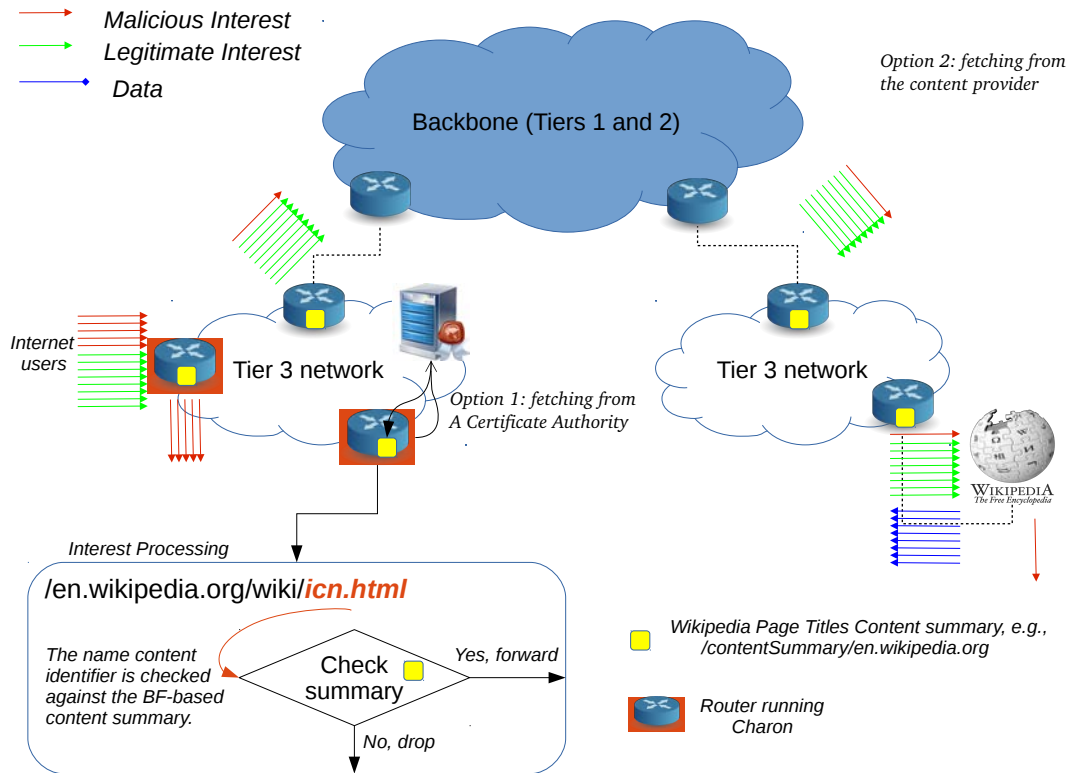 Malicious Interest
Legitimate Interest
Data
Option 2: fetching from
the content provider
Backbone (Tiers 1 and 2)
Internet
users
Tier 3 network
Tier 3 network
Option 1: fetching from
A Certificate Authority
WIKIPEDIA
The Free Encyclopedia
Interest Processing
/en.wikipedia.org/wiki/icn.html
The name content
identifier is checked
against the BF-based
content summary.
Check
summary
Yes, forward
No, drop
Wikipedia Page Titles Content summary, e.g.,
/contentSummary/en.wikipedia.org
Router running
Charon